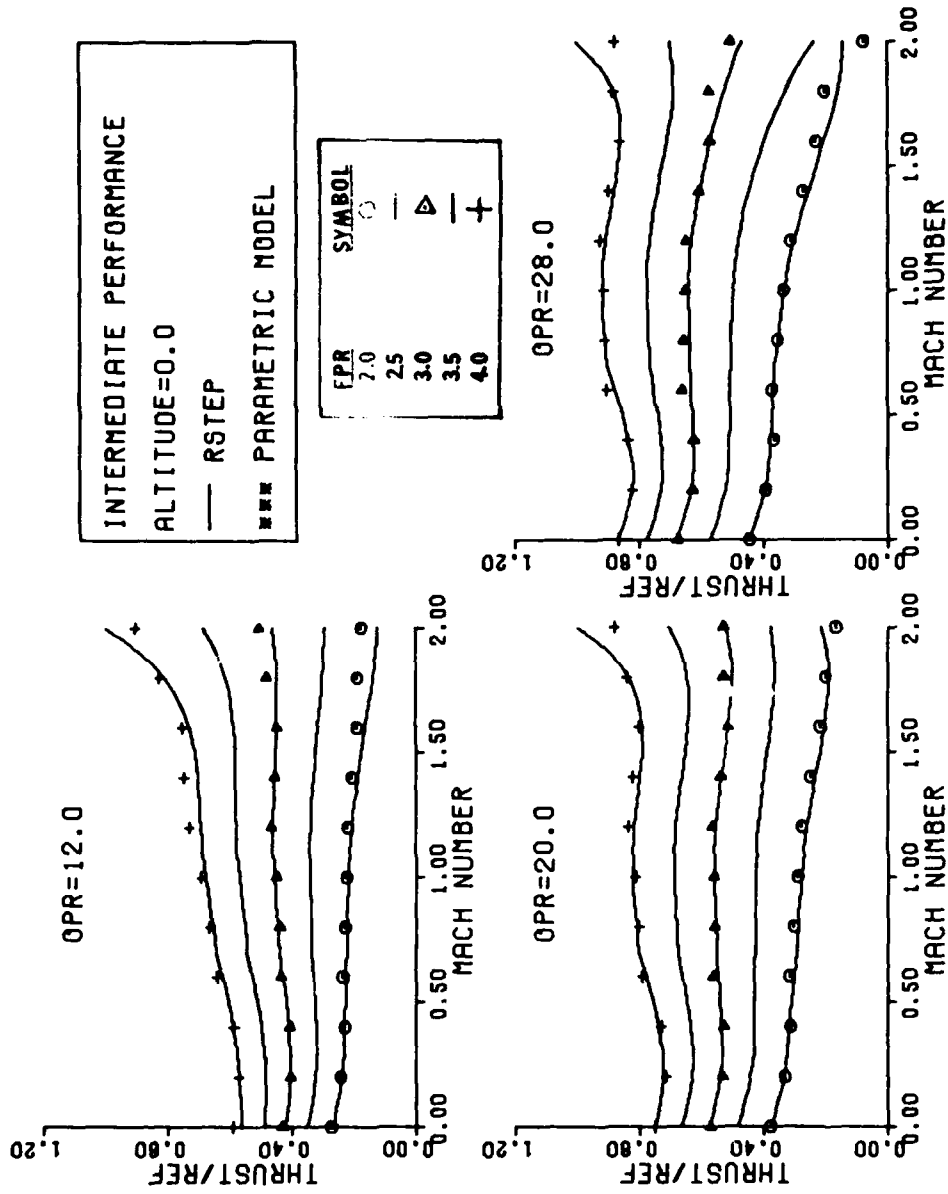 INTERMEDIATE PERFORMANCE
ALTITUDE=0.0
RSTEP
*** PARAMETRIC MODEL
FPR SYMBOL
2.0
2.5
3.0
3.5
4.0
OPR=12.0
THRUST/REF
0.00 0.40 0.80 1.20
0.00 0.50 1.00 1.50 2.00
MACH NUMBER
OPR=20.0
THRUST/REF
0.00 0.40 0.80 1.20
0.00 0.50 1.00 1.50 2.00
MACH NUMBER
OPR=28.0
THRUST/REF
0.00 0.40 0.80 1.20
0.00 0.50 1.00 1.50 2.00
MACH NUMBER